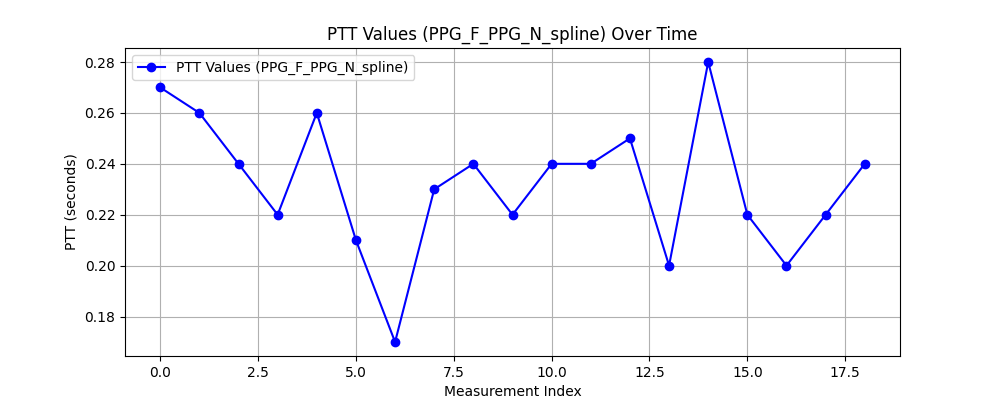 PTT Values (PPG_F_PPG_N_spline) Over Time
PTT Values (PPG_F_PPG_N_spline)
PTT (seconds)
0.28
0.26
0.24
0.22
0.20
0.18
0.0 2.5 5.0 7.5 10.0 12.5 15.0 17.5
Measurement Index